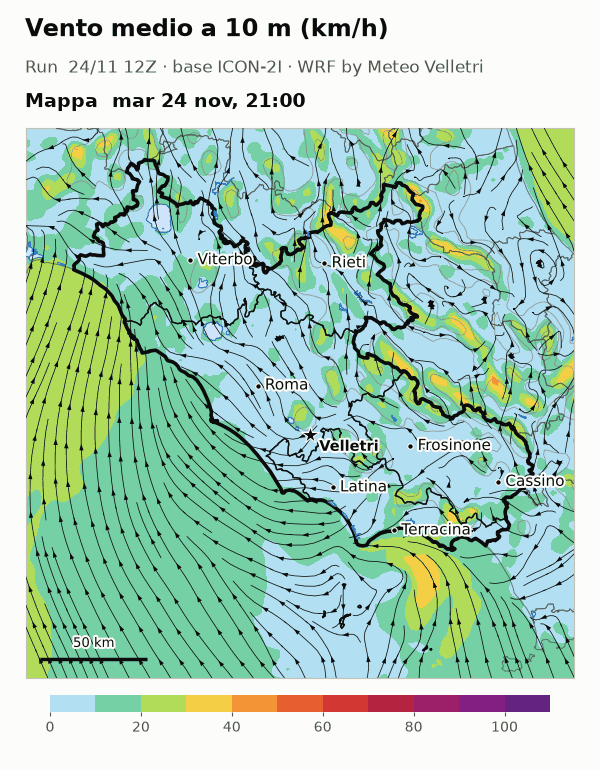 Vento medio a 10 m (km/h)
Run  24/11 12Z · base ICON-2I · WRF by Meteo Velletri
Mappa  mar 24 nov, 21:00
Viterbo
Rieti
Roma
Velletri
Frosinone
Latina
Cassino
Terracina
50 km
0 20 40 60 80 100